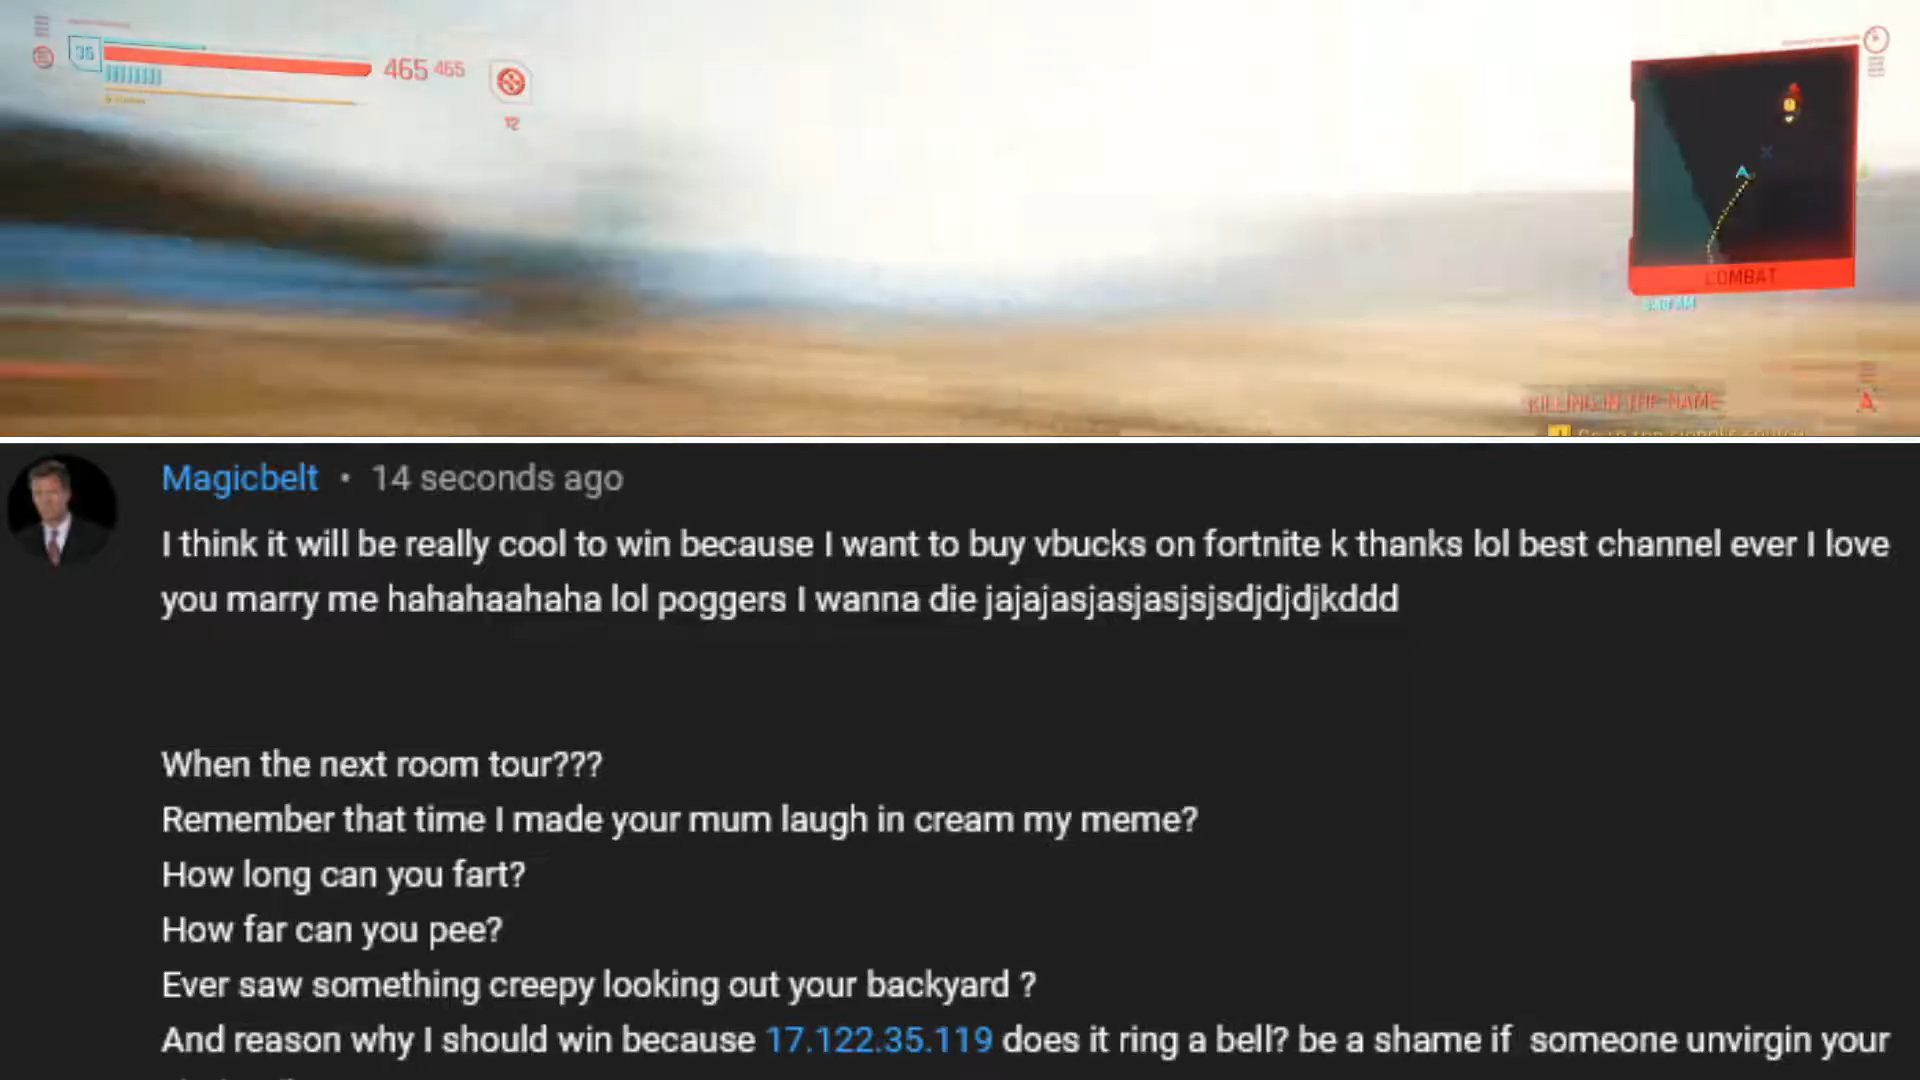 35
465 465
12
COMBAT
KILLING IN THE NAME
Magicbelt • 14 seconds ago
I think it will be really cool to win because I want to buy vbucks on fortnite k thanks lol best channel ever I love
you marry me hahahaahaha lol poggers I wanna die jajajasjasjasjsjsdjdjdjkddd
When the next room tour???
Remember that time I made your mum laugh in cream my meme?
How long can you fart?
How far can you pee?
Ever saw something creepy looking out your backyard ?
And reason why I should win because 17.122.35.119 does it ring a bell? be a shame if someone unvirgin your